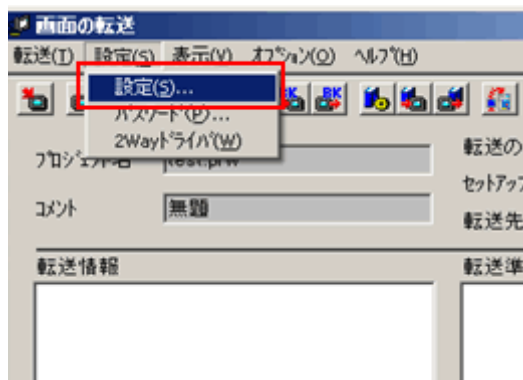 画面の転送
転送(T) 設定(S) 表示(V) ｵﾌﾟｼｮﾝ(O) ﾍﾙﾌﾟ(H)
設定(S)...
ﾊﾟｽﾜｰﾄﾞ(P)...
2Wayﾄﾞﾗｲﾊﾞ(W)
BK BK
ﾌﾟﾛｼﾞｪｸﾄ名 test.prw
転送の
ｾｯﾄｱｯﾌﾟ
コメント 無題
転送先
転送情報
転送準